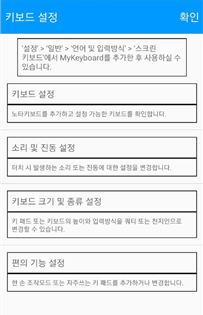 키보드 설정
확인
'설정' > '일반' > '언어 및 입력방식' > '스크린
키보드'에서 MyKeyboard를 추가한 후 사용하실 수
있습니다.
키보드 설정
노타키보드를 추가하고 설정 가능한 키보드를 확인합니다.
소리 및 진동 설정
터치 시 발생하는 소리 또는 진동에 대한 설정을 변경합니다.
키보드 크기 및 종류 설정
키 패드 또는 키보드의 높이와 입력방식을 쿼티 또는 천지인으로
변경할 수 있습니다.
편의 기능 설정
한 손 조작모드 또는 자주쓰는 키 패드를 추가하거나 변경합니다.